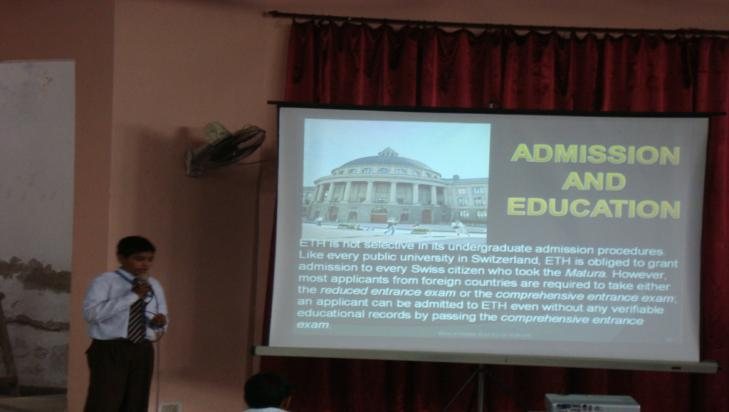 ADMISSION
AND
EDUCATION
ETH is not selective in its undergraduate admission procedures.
Like every public university in Switzerland, ETH is obliged to grant
admission to every Swiss citizen who took the Matura. However,
most applicants from foreign countries are required to take either
the reduced entrance exam or the comprehensive entrance exam;
an applicant can be admitted to ETH even without any verifiable
educational records by passing the comprehensive entrance
exam.